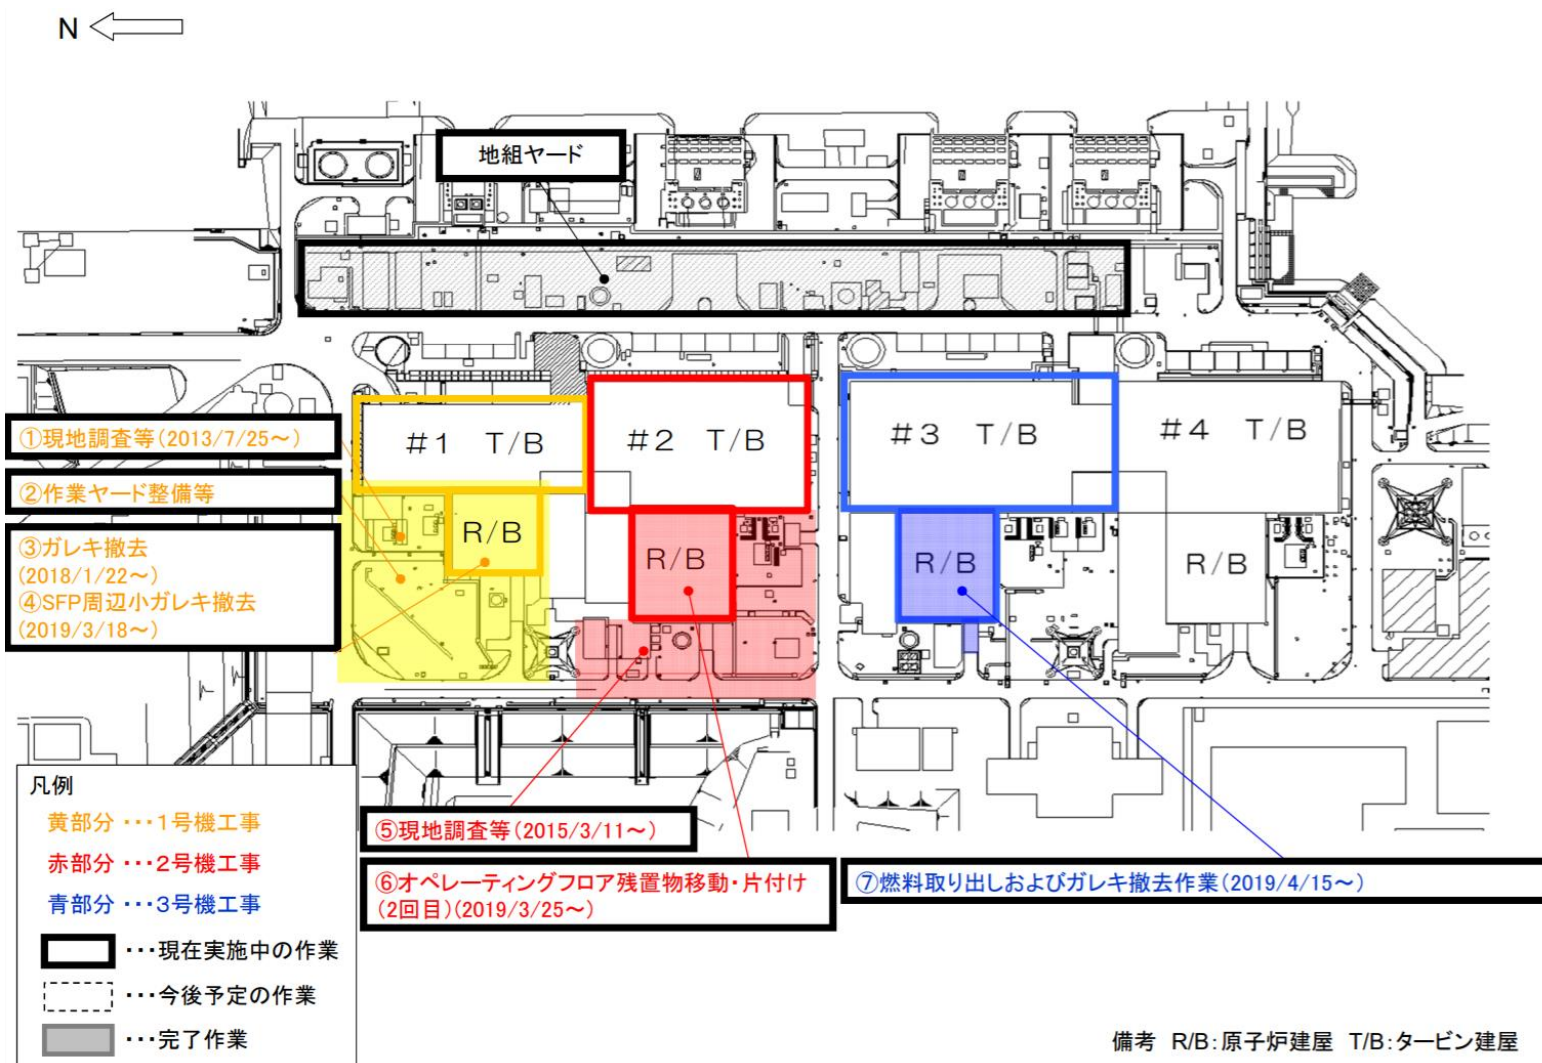 N
地組ヤード
#1 T/B
#2 T/B
#3 T/B
#4 T/B
①現地調査等(2013/7/25～)
②作業ヤード整備等
③ガレキ撤去
(2018/1/22～)
④SFP周辺小ガレキ撤去
(2019/3/18～)
R/B
R/B
R/B
R/B
⑤現地調査等(2015/3/11～)
⑥オペレーティングフロア残置物移動・片付け
(2回目)(2019/3/25～)
⑦燃料取り出しおよびガレキ撤去作業(2019/4/15～)
凡例
黄部分 ・・・1号機工事
赤部分 ・・・2号機工事
青部分 ・・・3号機工事
・・・現在実施中の作業
・・・今後予定の作業
・・・完了作業
備考 R/B:原子炉建屋 T/B:タービン建屋